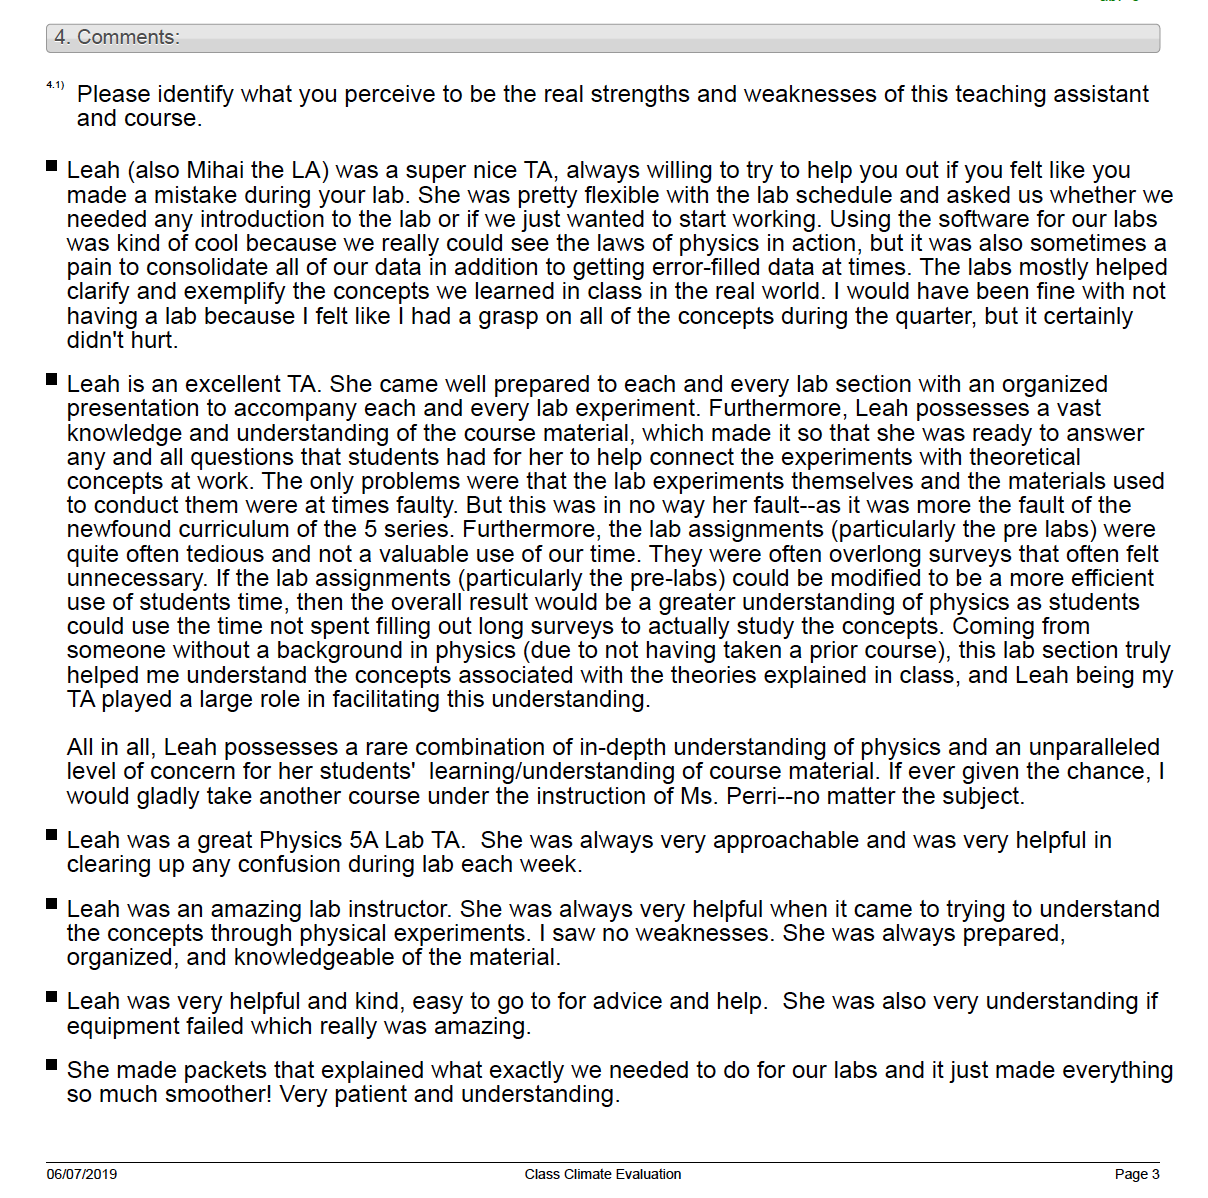 4. Comments:
4.1) Please identify what you perceive to be the real strengths and weaknesses of this teaching assistant
and course.
Leah (also Mihai the LA) was a super nice TA, always willing to try to help you out if you felt like you
made a mistake during your lab. She was pretty flexible with the lab schedule and asked us whether we
needed any introduction to the lab or if we just wanted to start working. Using the software for our labs
was kind of cool because we really could see the laws of physics in action, but it was also sometimes a
pain to consolidate all of our data in addition to getting error-filled data at times. The labs mostly helped
clarify and exemplify the concepts we learned in class in the real world. I would have been fine with not
having a lab because I felt like I had a grasp on all of the concepts during the quarter, but it certainly
didn't hurt.
Leah is an excellent TA. She came well prepared to each and every lab section with an organized
presentation to accompany each and every lab experiment. Furthermore, Leah possesses a vast
knowledge and understanding of the course material, which made it so that she was ready to answer
any and all questions that students had for her to help connect the experiments with theoretical
concepts at work. The only problems were that the lab experiments themselves and the materials used
to conduct them were at times faulty. But this was in no way her fault--as it was more the fault of the
newfound curriculum of the 5 series. Furthermore, the lab assignments (particularly the pre labs) were
quite often tedious and not a valuable use of our time. They were often overlong surveys that often felt
unnecessary. If the lab assignments (particularly the pre-labs) could be modified to be a more efficient
use of students time, then the overall result would be a greater understanding of physics as students
could use the time not spent filling out long surveys to actually study the concepts. Coming from
someone without a background in physics (due to not having taken a prior course), this lab section truly
helped me understand the concepts associated with the theories explained in class, and Leah being my
TA played a large role in facilitating this understanding.
All in all, Leah possesses a rare combination of in-depth understanding of physics and an unparalleled
level of concern for her students'  learning/understanding of course material. If ever given the chance, I
would gladly take another course under the instruction of Ms. Perri--no matter the subject.
Leah was a great Physics 5A Lab TA.  She was always very approachable and was very helpful in
clearing up any confusion during lab each week.
Leah was an amazing lab instructor. She was always very helpful when it came to trying to understand
the concepts through physical experiments. I saw no weaknesses. She was always prepared,
organized, and knowledgeable of the material.
Leah was very helpful and kind, easy to go to for advice and help.  She was also very understanding if
equipment failed which really was amazing.
She made packets that explained what exactly we needed to do for our labs and it just made everything
so much smoother! Very patient and understanding.
06/07/2019 Class Climate Evaluation Page 3